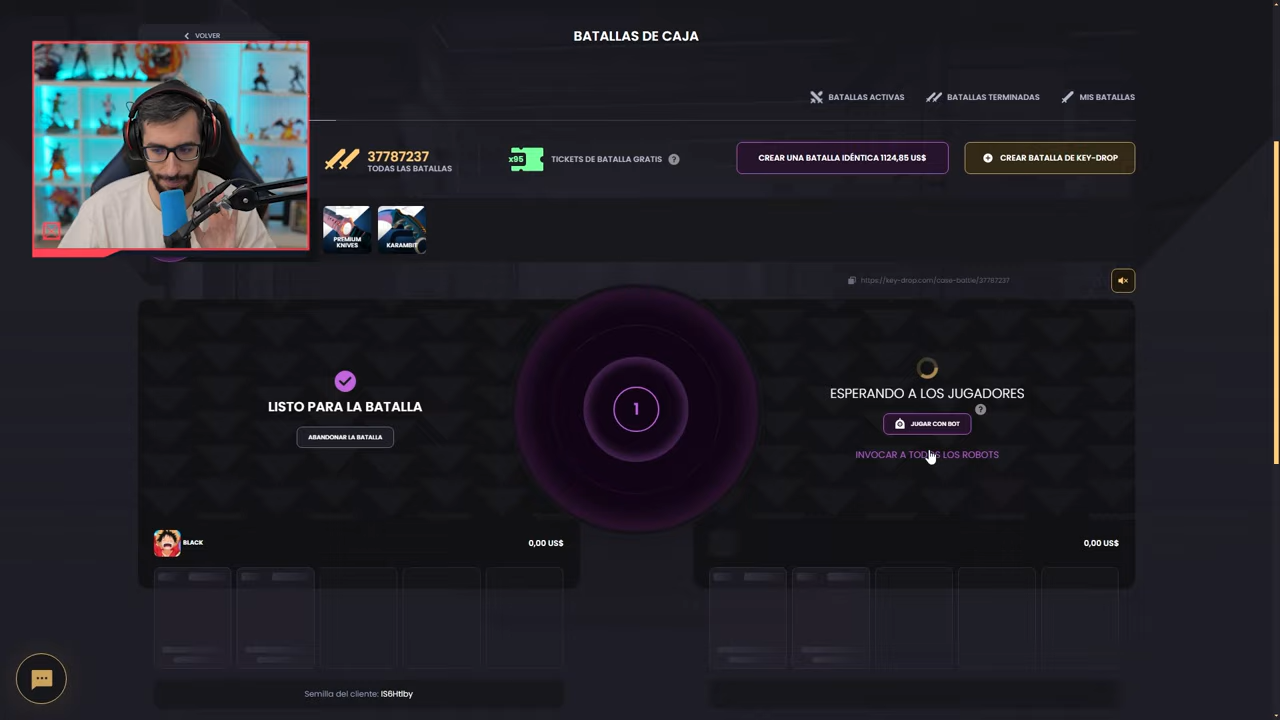 VOLVER
BATALLAS DE CAJA
BATALLAS ACTIVAS
BATALLAS TERMINADAS
MIS BATALLAS
37787237
TODAS LAS BATALLAS
x95
TICKETS DE BATALLA GRATIS
?
CREAR UNA BATALLA IDÉNTICA 1124,85 US$
CREAR BATALLA DE KEY-DROP
PREMIUM
KNIVES
KARAMBIT
https://key-drop.com/case-battle/37787237
LISTO PARA LA BATALLA
ABANDONAR LA BATALLA
1
ESPERANDO A LOS JUGADORES
?
JUGAR CON BOT
INVOCAR A TODOS LOS ROBOTS
BLACK
0,00 US$
0,00 US$
Semilla del cliente: